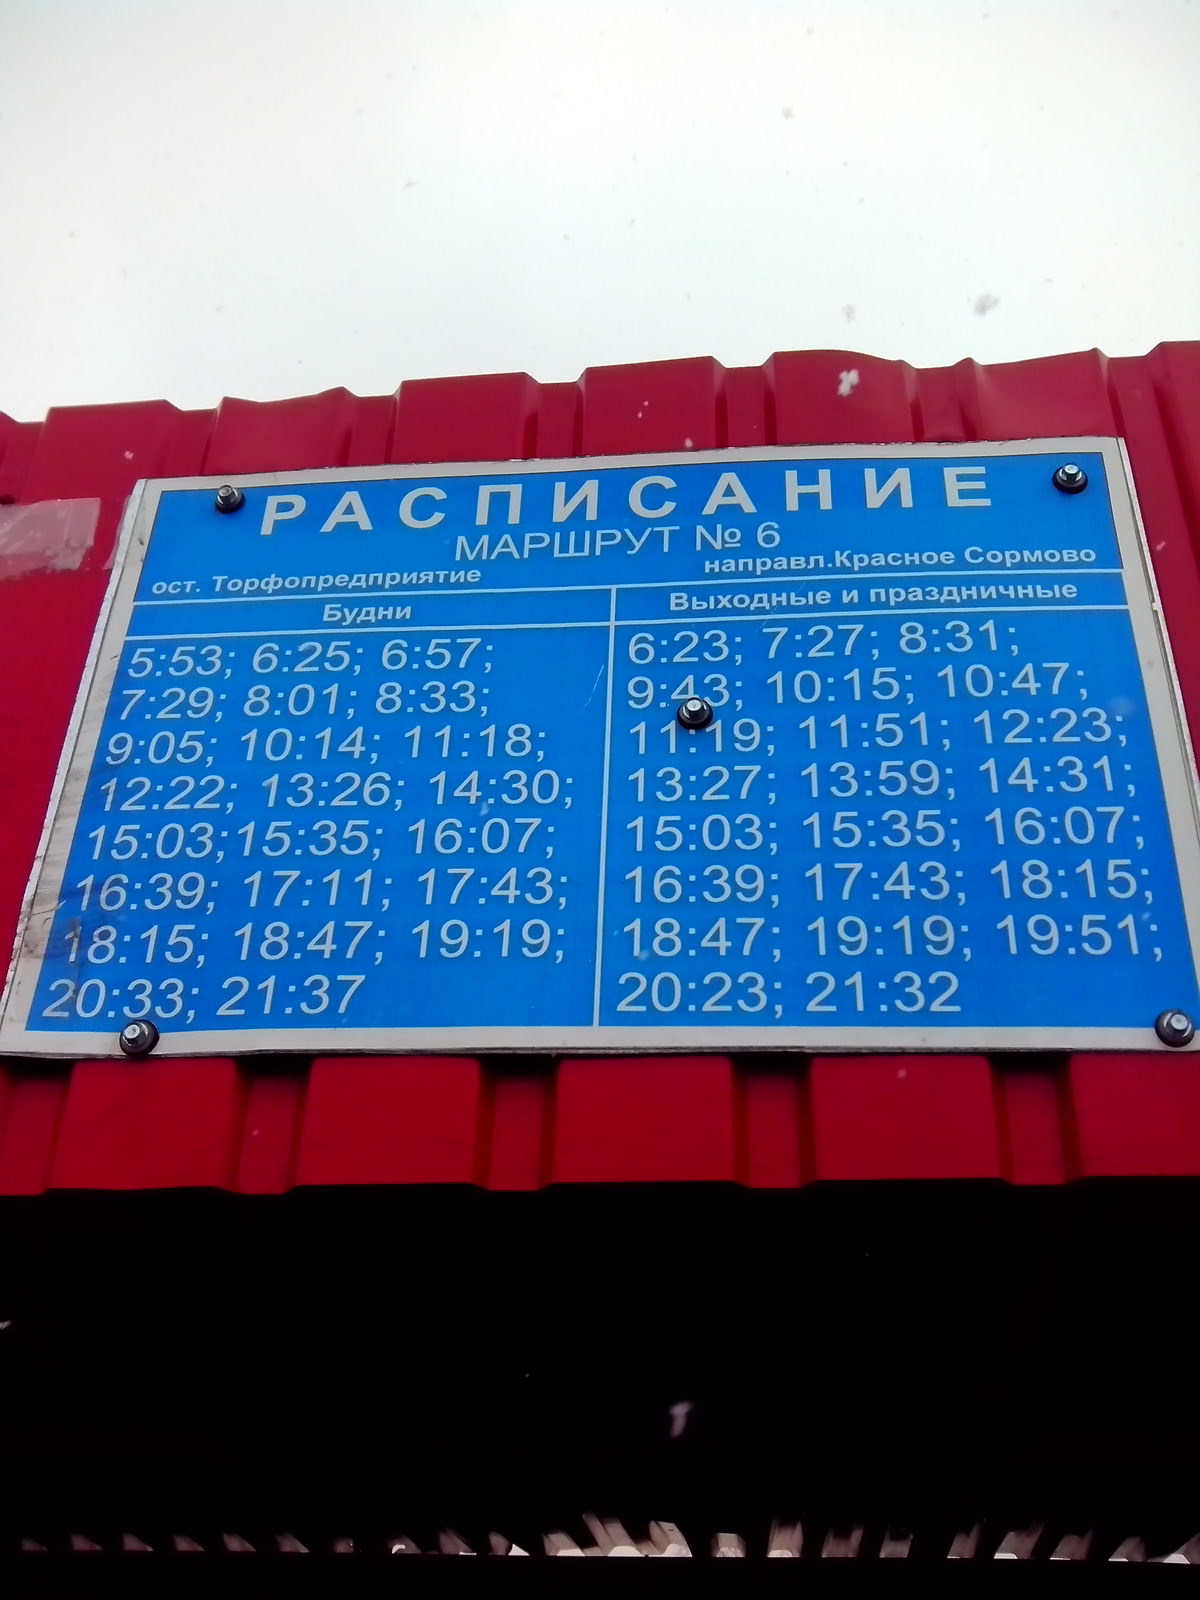 РАСПИСАНИЕ
МАРШРУТ № 6
ост. Торфопредприятие направл.Красное Сормово
Будни
5:53; 6:25; 6:57;
7:29; 8:01; 8:33;
9:05; 10:14; 11:18;
12:22; 13:26; 14:30;
15:03;15:35; 16:07;
16:39; 17:11; 17:43;
18:15; 18:47; 19:19;
20:33; 21:37
Выходные и праздничные
6:23; 7:27; 8:31;
9:43; 10:15; 10:47;
11:19; 11:51; 12:23;
13:27; 13:59; 14:31;
15:03; 15:35; 16:07;
16:39; 17:43; 18:15;
18:47; 19:19; 19:51;
20:23; 21:32